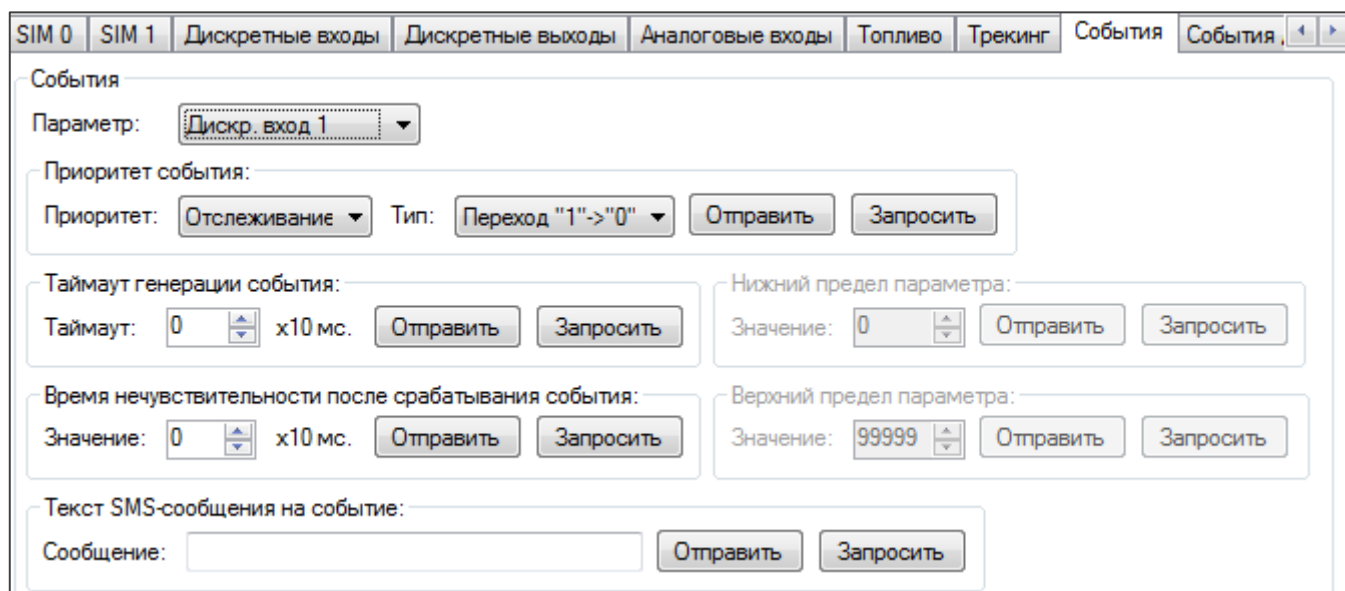 SIM 0 SIM 1 Дискретные входы Дискретные выходы Аналоговые входы Топливо Трекинг События События
События
Параметр: Дискр. вход 1
Приоритет события:
Приоритет: Отслеживание Тип: Переход "1"->"0" Отправить Запросить
Таймаут генерации события: Нижний предел параметра:
Таймаут: 0 x10 мс. Отправить Запросить Значение: 0 Отправить Запросить
Время нечувствительности после срабатывания события: Верхний предел параметра:
Значение: 0 x10 мс. Отправить Запросить Значение: 99999 Отправить Запросить
Текст SMS-сообщения на событие:
Сообщение: Отправить Запросить